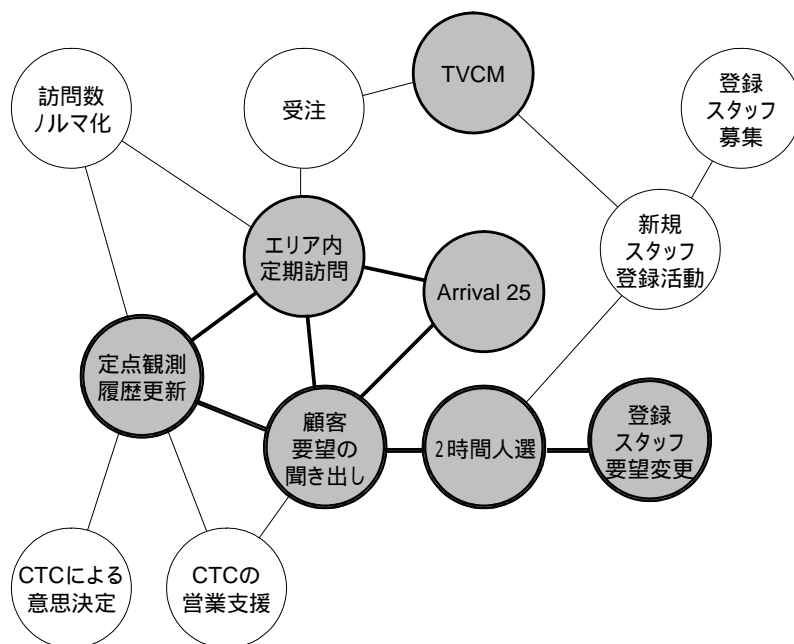 TVCM
訪問数
ノルマ化
受注
登録
スタッフ
募集
エリア内
定期訪問
新規
スタッフ
登録活動
Arrival 25
定点観測
履歴更新
顧客
要望の
聞き出し
2時間人選
登録
スタッフ
要望変更
CTCによる
意思決定
CTCの
営業支援